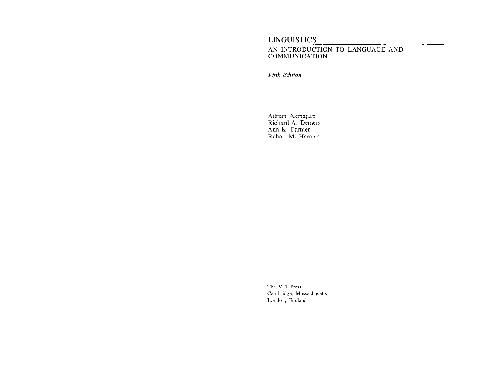 LINGUISTICS
AN INTRODUCTION TO LANGUAGE AND
COMMUNICATION
Fifth Edition
Adrian Akmajian
Richard A. Demers
Ann K. Farmer
Robert M. Harnish
The MIT Press
Cambridge, Massachusetts
London, England